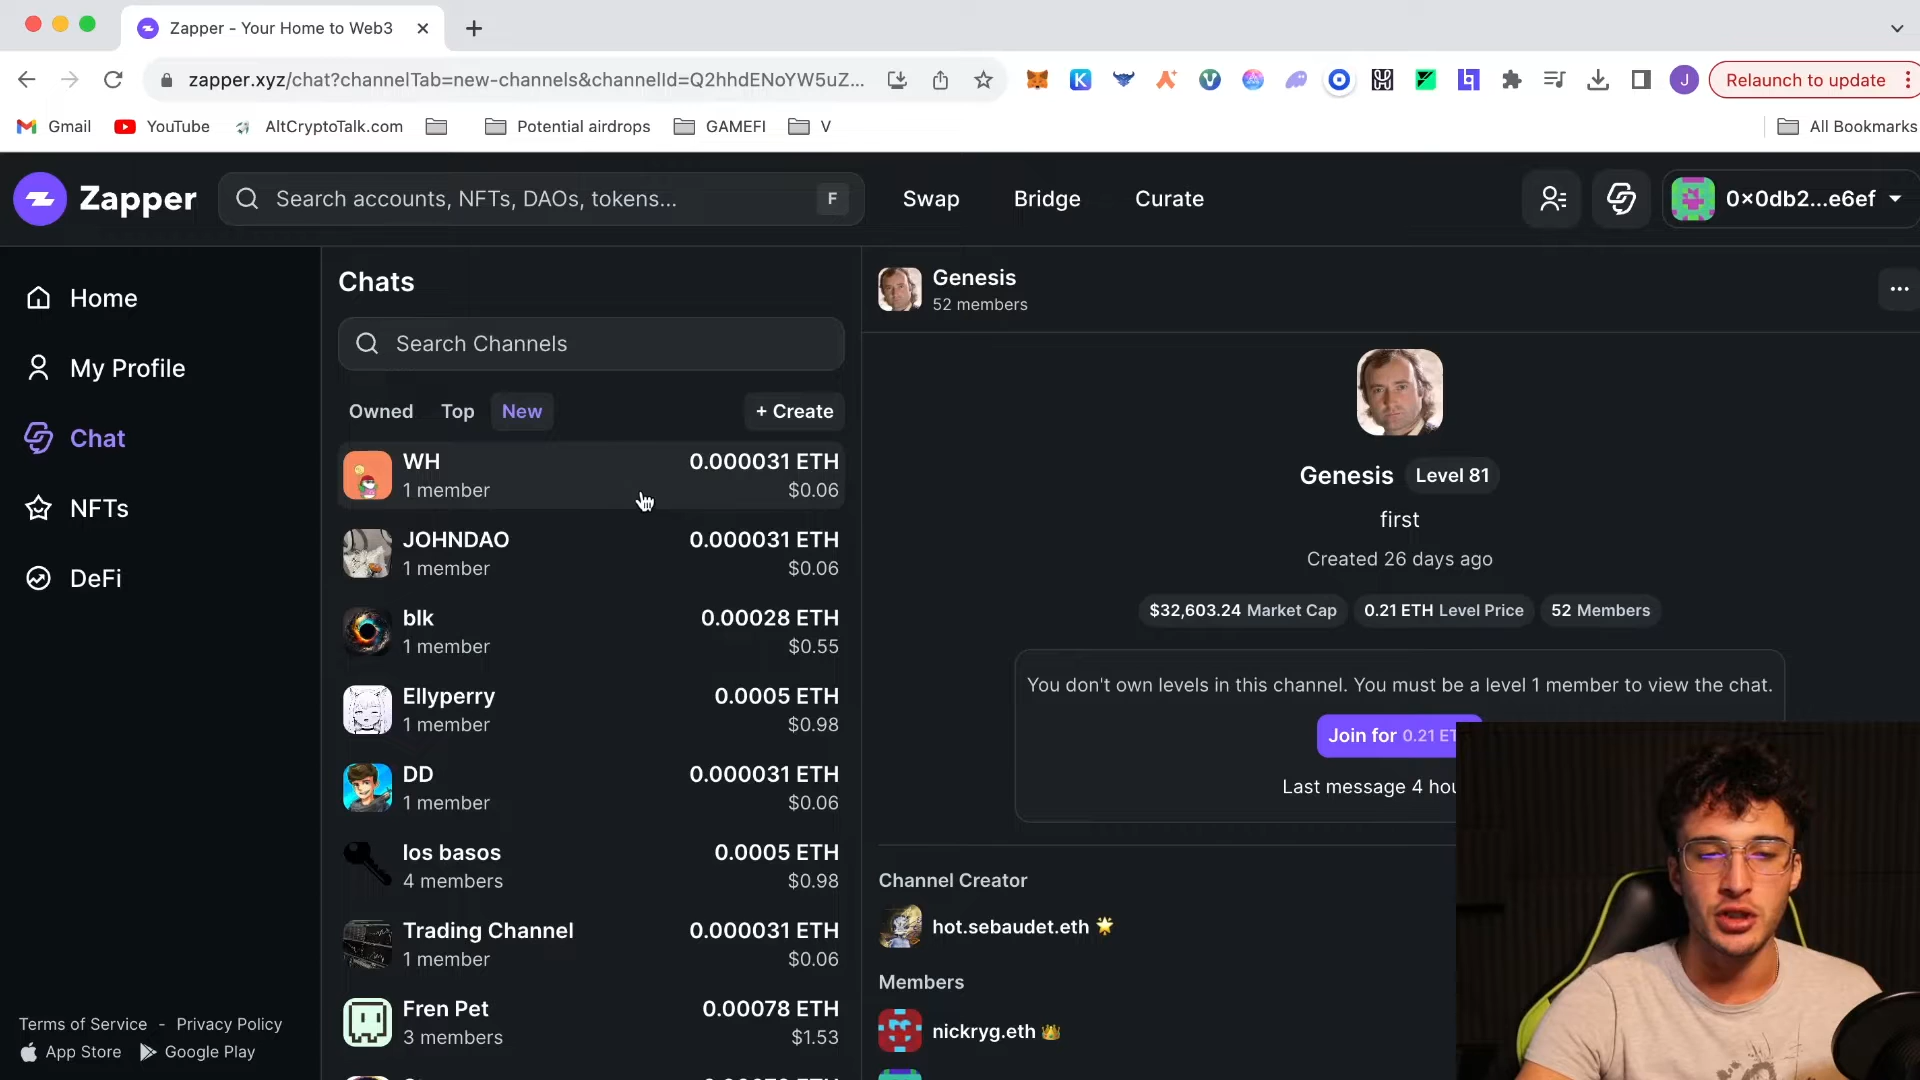 Zapper - Your Home to Web3
zapper.xyz/chat?channelTab=new-channels&channelId=Q2hhdENoYW5uZ...
J
Relaunch to update
Gmail
YouTube
AltCryptoTalk.com
Potential airdrops
GAMEFI
V
All Bookmarks
Zapper
Search accounts, NFTs, DAOs, tokens...
F
Swap
Bridge
Curate
0x0db2...e6ef
Home
My Profile
Chat
NFTs
DeFi
Terms of Service - Privacy Policy
App Store
Google Play
Chats
Search Channels
Owned
Top
New
+ Create
WH
0.000031 ETH
1 member
$0.06
JOHNDAO
0.000031 ETH
1 member
$0.06
blk
0.00028 ETH
1 member
$0.55
Ellyperry
0.0005 ETH
1 member
$0.98
DD
0.000031 ETH
1 member
$0.06
los basos
0.0005 ETH
4 members
$0.98
Trading Channel
0.000031 ETH
1 member
$0.06
Fren Pet
0.00078 ETH
3 members
$1.53
Genesis
52 members
Genesis
Level 81
first
Created 26 days ago
$32,603.24 Market Cap
0.21 ETH Level Price
52 Members
You don't own levels in this channel. You must be a level 1 member to view the chat.
Join for 0.21 ET
Last message 4 hou
Channel Creator
hot.sebaudet.eth
Members
nickryg.eth